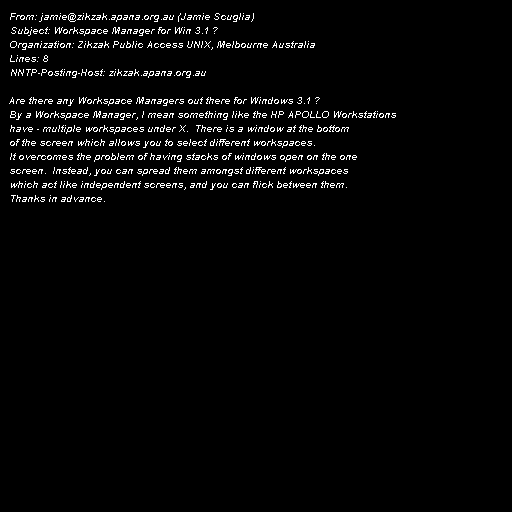 From: jamie@zikzak.apana.org.au (Jamie Scuglia)
Subject: Workspace Manager for Win 3.1 ?
Organization: Zikzak Public Access UNIX, Melbourne Australia
Lines: 8
NNTP-Posting-Host: zikzak.apana.org.au

Are there any Workspace Managers out there for Windows 3.1 ?
By a Workspace Manager, I mean something like the HP APOLLO Workstations
have - multiple workspaces under X.  There is a window at the bottom
of the screen which allows you to select different workspaces.
It overcomes the problem of having stacks of windows open on the one
screen.  Instead, you can spread them amongst different workspaces
which act like independent screens, and you can flick between them.
Thanks in advance.